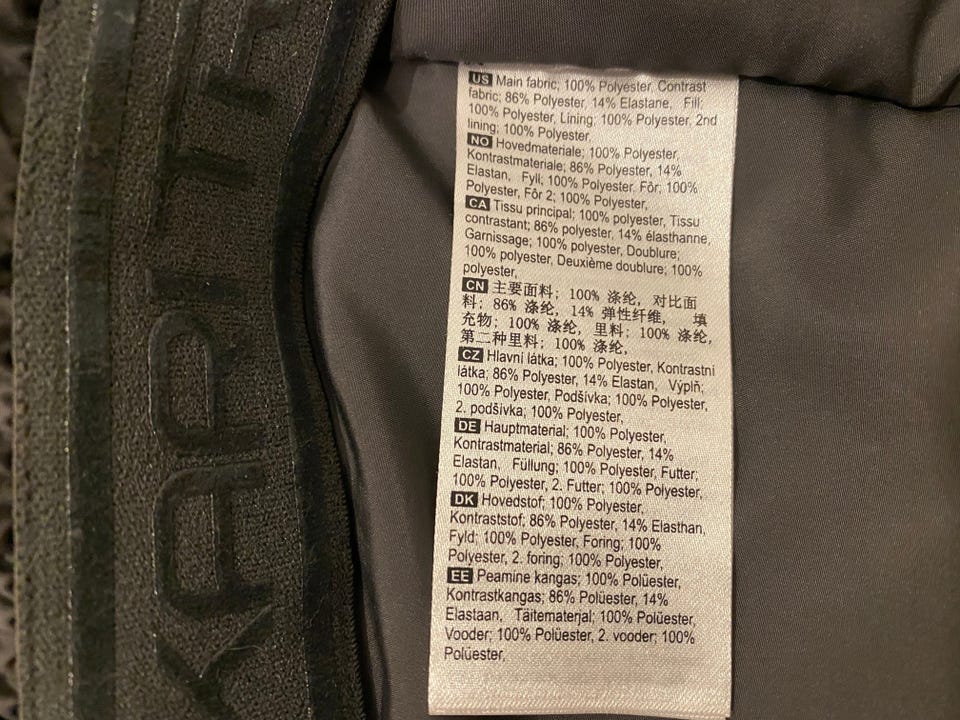 KARI TRA
US Main fabric; 100% Polyester, Contrast
fabric; 86% Polyester, 14% Elastane, Fill;
100% Polyester, Lining; 100% Polyester, 2nd
lining; 100% Polyester,
NO Hovedmateriale; 100% Polyester,
Kontrastmateriale; 86% Polyester, 14%
Elastan, Fyll; 100% Polyester. Fôr; 100%
Polyester, Fôr 2; 100% Polyester,
CA Tissu principal; 100% polyester, Tissu
contrastant; 86% polyester, 14% élasthanne,
Garnissage; 100% polyester, Doublure;
100% polyester, Deuxième doublure; 100%
polyester,
CN 主要面料; 100% 涤纶, 对比面
料; 86% 涤纶, 14% 弹性纤维, 填
充物; 100% 涤纶, 里料; 100% 涤纶,
第二种里料; 100% 涤纶,
CZ Hlavní látka; 100% Polyester, Kontrastní
látka; 86% Polyester, 14% Elastan, Výplň;
100% Polyester, Podšívka; 100% Polyester,
2. podšívka; 100% Polyester,
DE Hauptmaterial; 100% Polyester,
Kontrastmaterial; 86% Polyester, 14%
Elastan, Füllung; 100% Polyester, Futter;
100% Polyester, 2. Futter; 100% Polyester,
DK Hovedstof; 100% Polyester,
Kontraststof; 86% Polyester, 14% Elasthan,
Fyld; 100% Polyester, Foring; 100%
Polyester, 2. foring; 100% Polyester,
EE Peamine kangas; 100% Polüester,
Kontrastkangas; 86% Polüester, 14%
Elastaan, Täitematerjal; 100% Polüester,
Vooder; 100% Polüester, 2. vooder; 100%
Polüester,